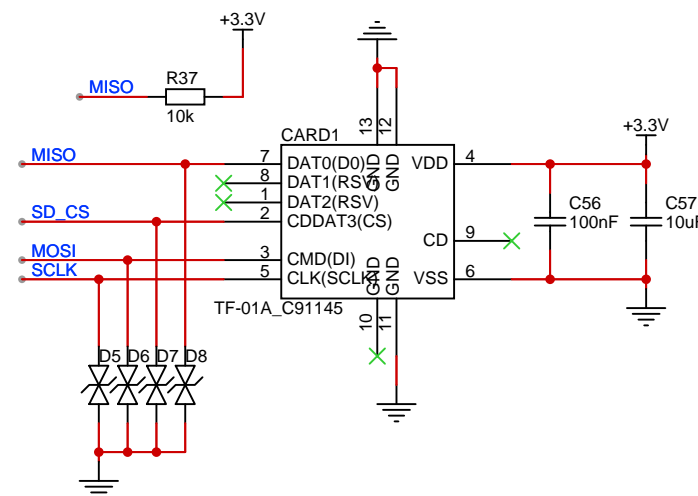 +3.3V
MISO
R37
10k
CARD1
13
12
GND
GND
+3.3V
MISO
7
DAT0(D0)
VDD
4
8
DAT1(RSV)
1
DAT2(RSV)
SD_CS
2
CDDAT3(CS)
C56
100nF
C57
10uF
CD
9
MOSI
3
CMD(DI)
SCLK
5
CLK(SCLK)
VSS
6
GND
GND
TF-01A_C91145
10
11
D5
D6
D7
D8